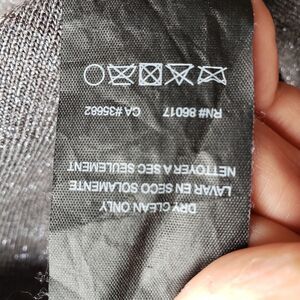 DRY CLEAN ONLY
LAVAR EN SECO SOLAMENTE
NETTOYER A SEC SEULEMENT
RN# 86017 CA #35682